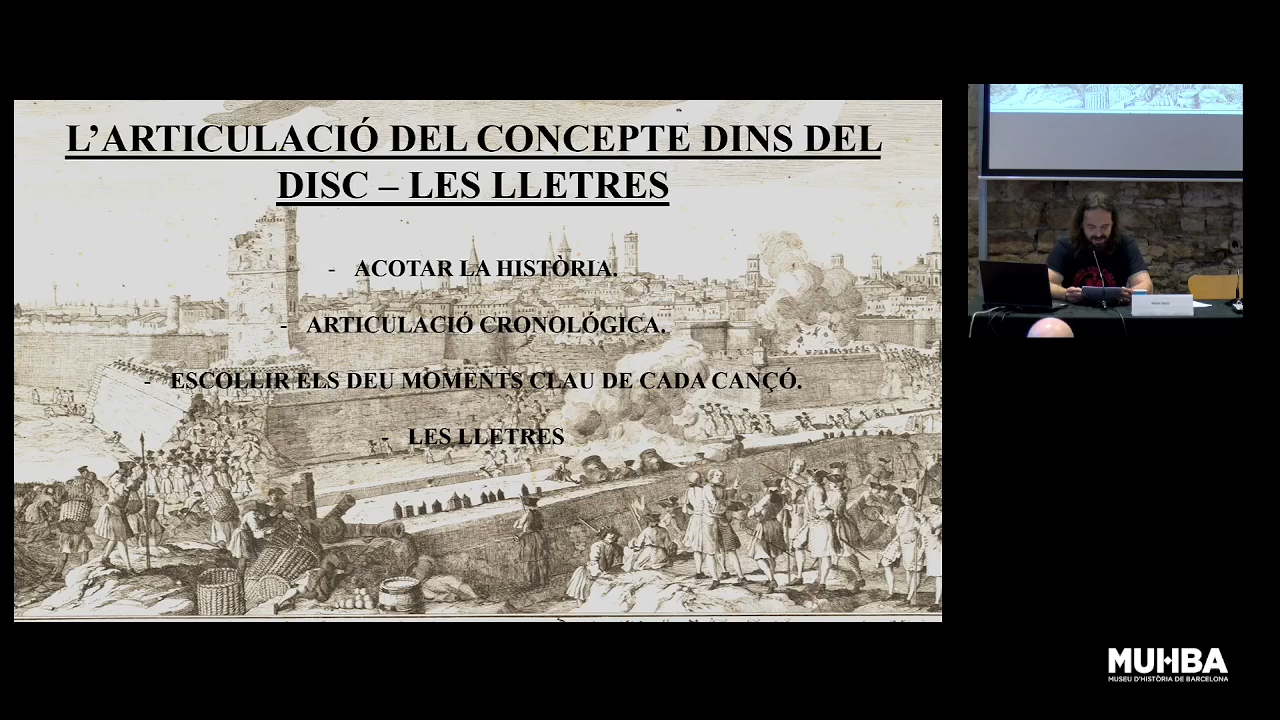 L’ARTICULACIÓ DEL CONCEPTE DINS DEL
DISC – LES LLETRES
- ACOTAR LA HISTÒRIA.
- ARTICULACIÓ CRONOLÓGICA.
- ESCOLLIR ELS DEU MOMENTS CLAU DE CADA CANÇÓ.
- LES LLETRES
MUHBA
MUSEU D'HISTÒRIA DE BARCELONA